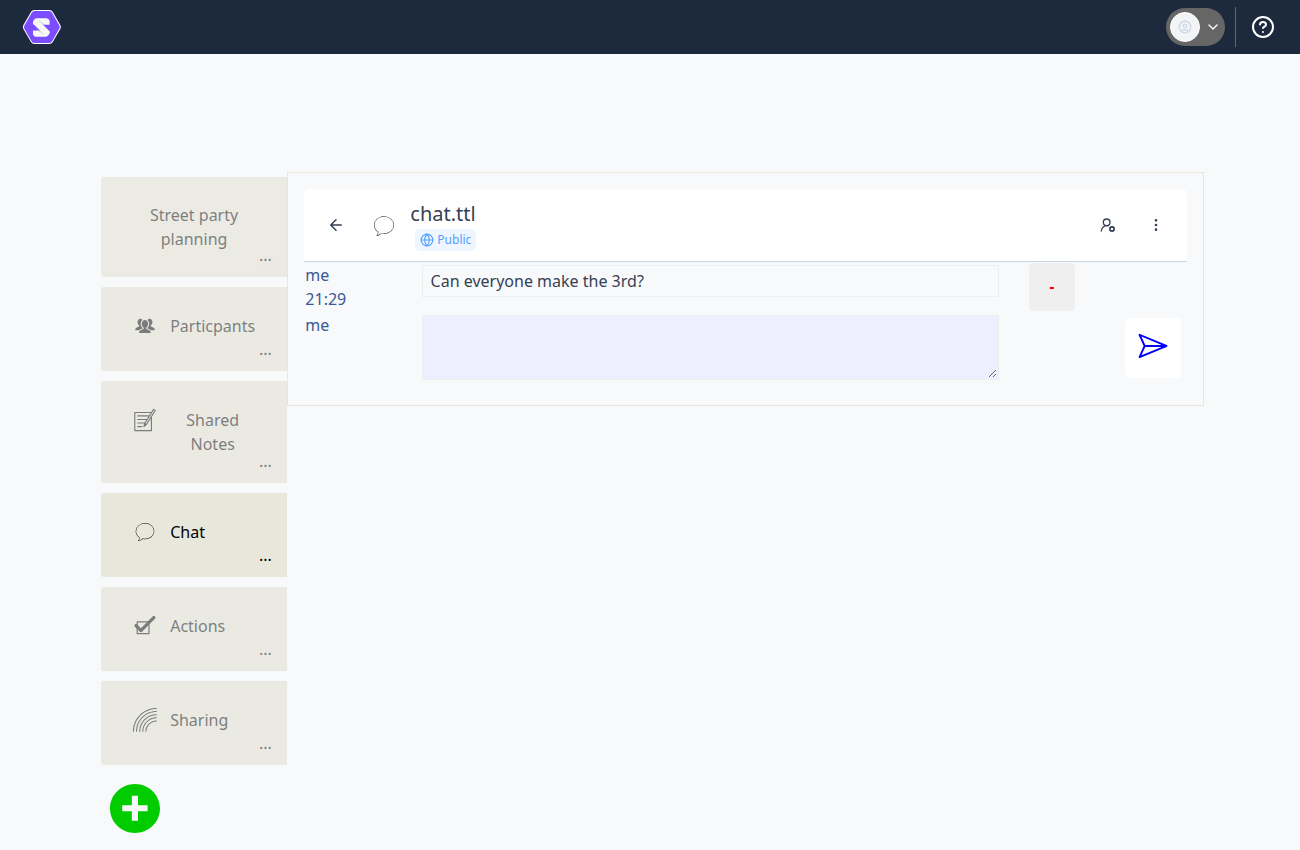 Street party
planning
...
Particpants
...
Shared
Notes
...
Chat
...
Actions
...
Sharing
...
chat.ttl
Public
me
21:29
Can everyone make the 3rd?
-
me